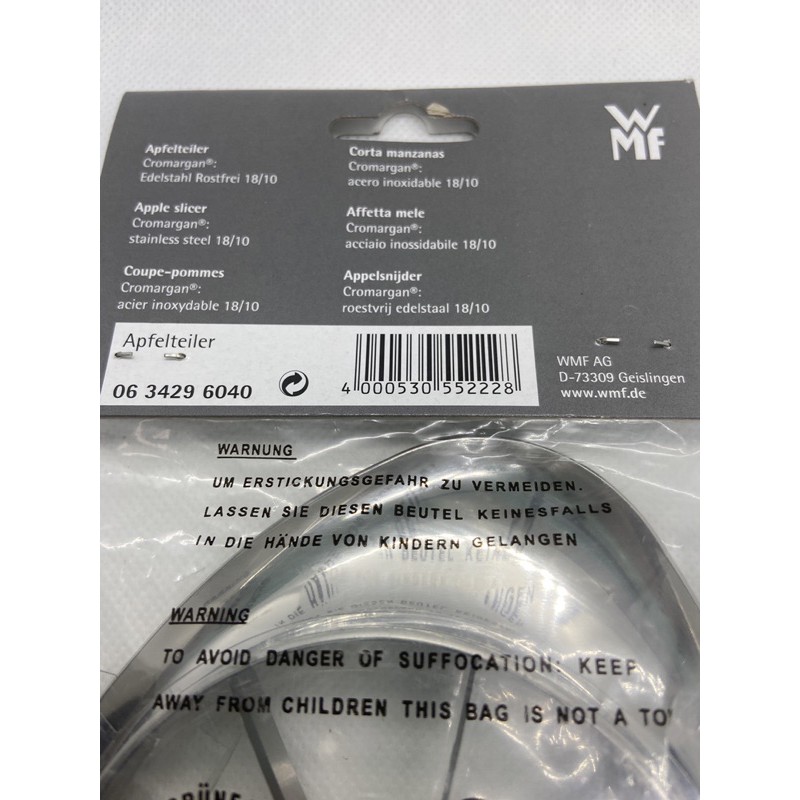 WMF
Apfelteiler
Cromargan®:
Edelstahl Rostfrei 18/10
Apple slicer
Cromargan®:
stainless steel 18/10
Coupe-pommes
Cromargan®:
acier inoxydable 18/10
Corta manzanas
Cromargan®:
acero inoxidable 18/10
Affetta mele
Cromargan®:
acciaio inossidabile 18/10
Appelsnijder
Cromargan®:
roestvrij edelstaal 18/10
Apfelteiler
06 3429 6040
4 000530 552228
WMF AG
D-73309 Geislingen
www.wmf.de
WARNUNG
UM ERSTICKUNGSGEFAHR ZU VERMEIDEN.
LASSEN SIE DIESEN BEUTEL KEINESFALLS
IN DIE HÄNDE VON KINDERN GELANGEN
WARNING
TO AVOID DANGER OF SUFFOCATION: KEEP
AWAY FROM CHILDREN THIS BAG IS NOT A TO